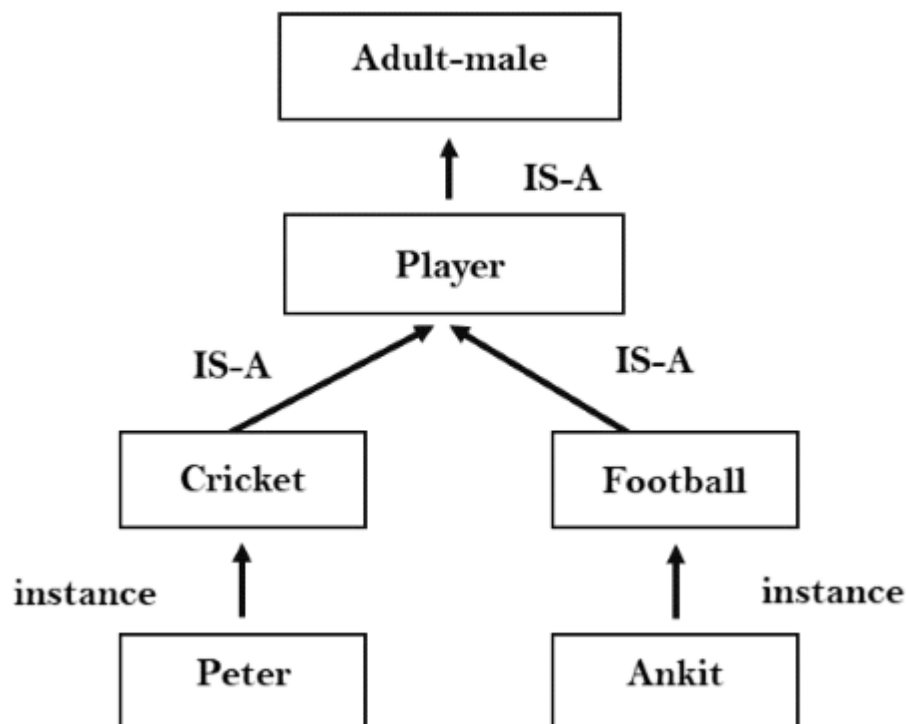 Adult-male
IS-A
Player
IS-A
IS-A
Cricket
Football
instance
instance
Peter
Ankit